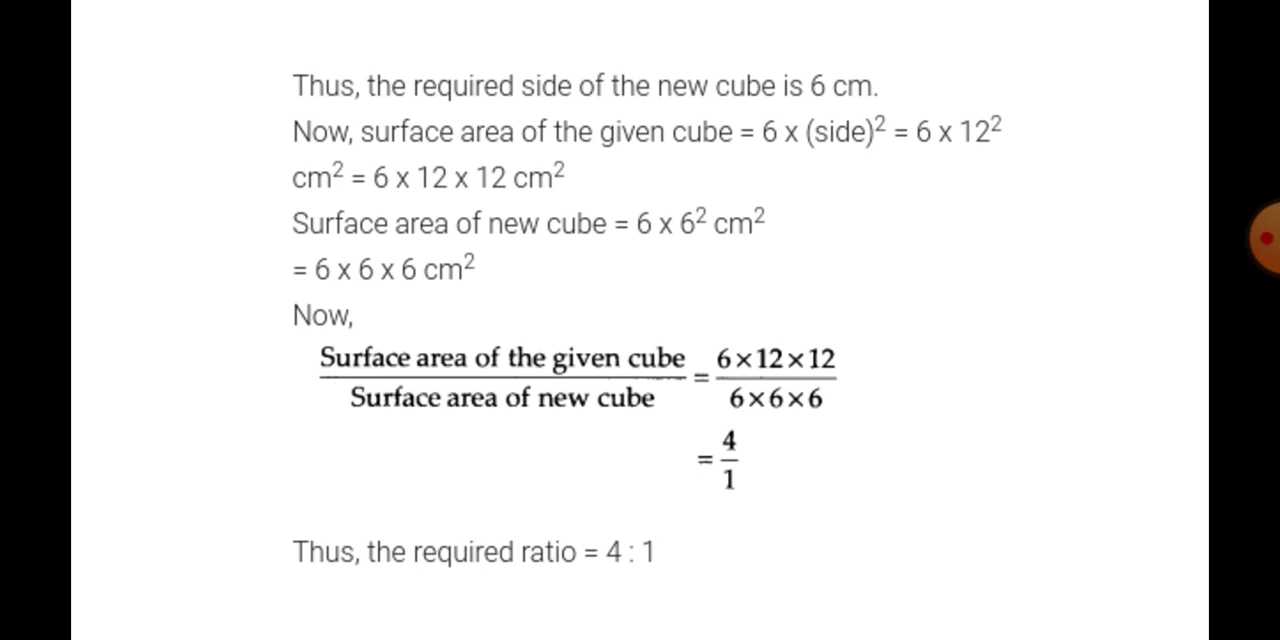 Thus, the required side of the new cube is 6 cm.
Now, surface area of the given cube = 6 x (side)² = 6 x 12²
cm² = 6 x 12 x 12 cm²
Surface area of new cube = 6 x 6² cm²
= 6 x 6 x 6 cm²
Now,
Surface area of the given cube / Surface area of new cube = 6×12×12 / 6×6×6
= 4/1
Thus, the required ratio = 4 : 1